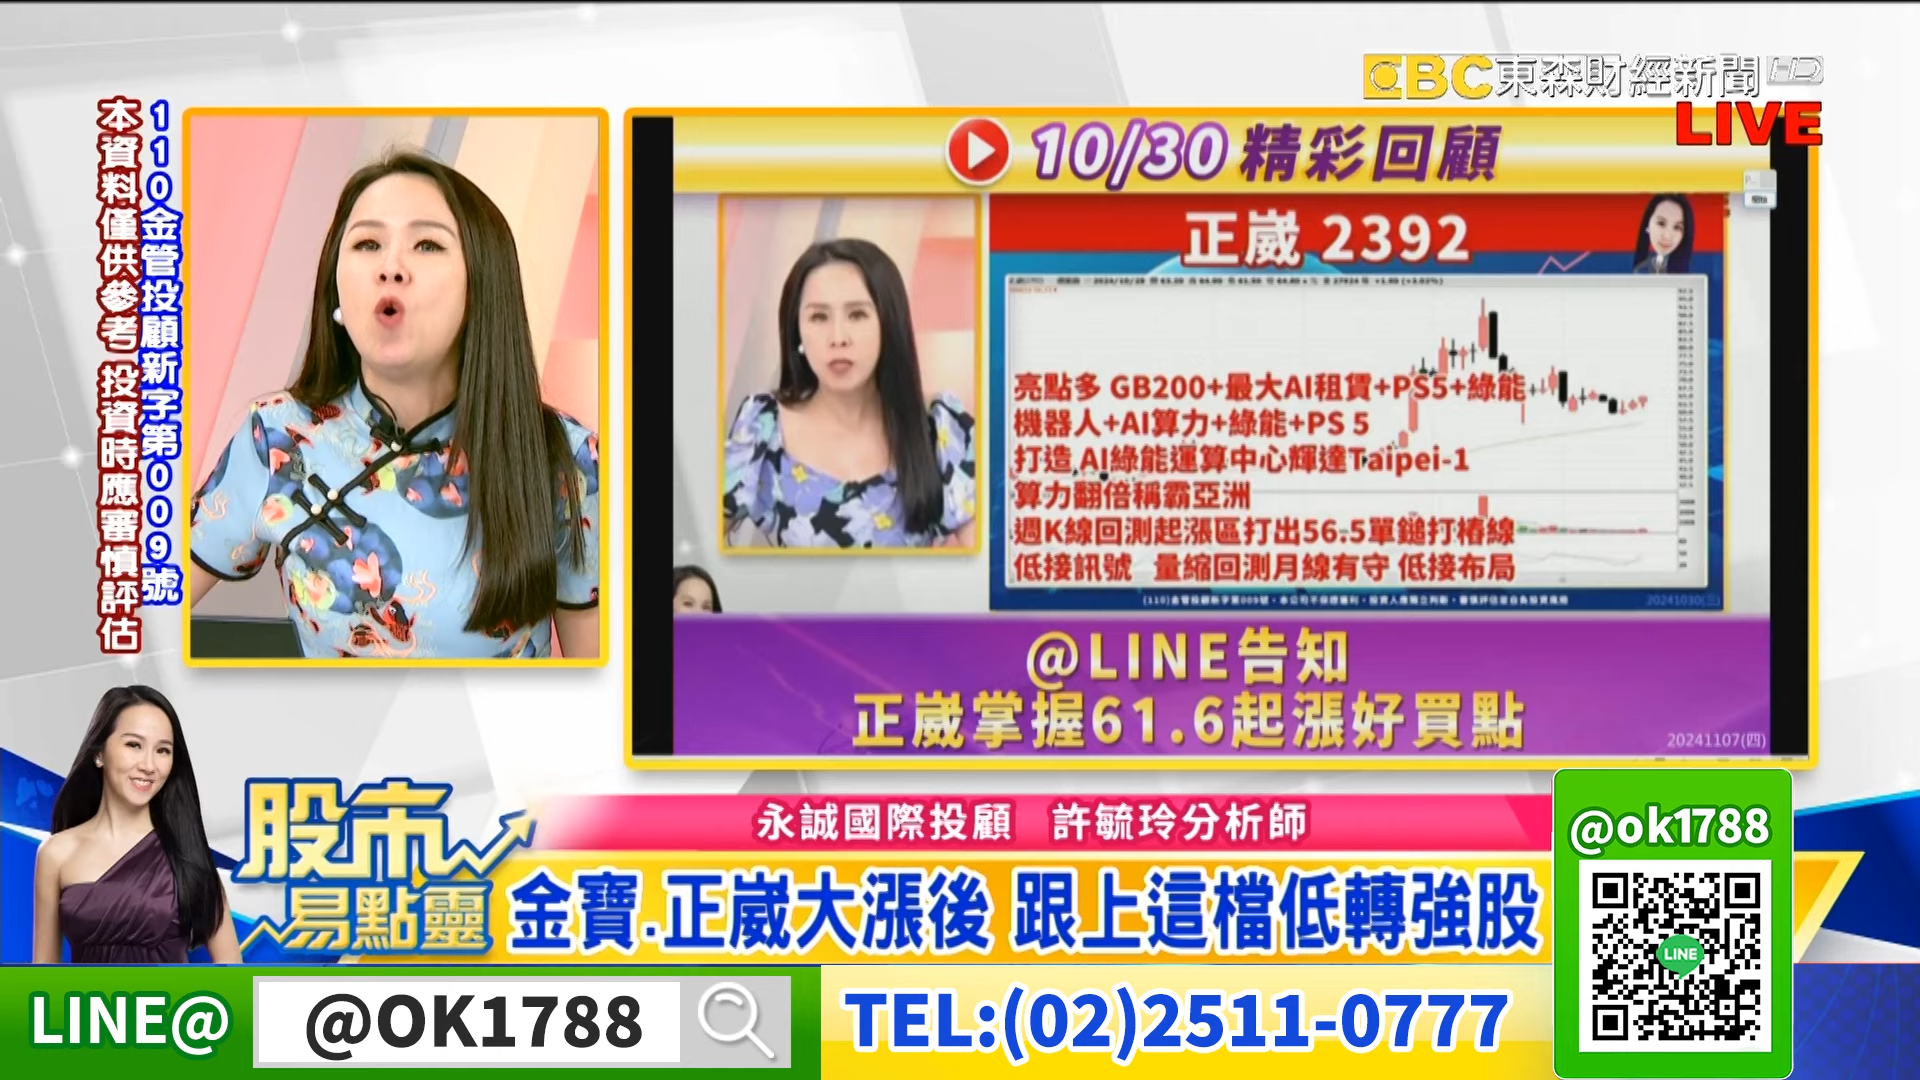 EBC東森財經新聞HD
LIVE
110金管投顧新字第009號
本資料僅供參考 投資時應審慎評估
10/30精彩回顧
正崴 2392
亮點多 GB200+最大AI租賃+PS5+綠能
機器人+AI算力+綠能+PS 5
打造 AI綠能運算中心輝達Taipei-1
算力翻倍稱霸亞洲
週K線回測起漲區打出56.5單鎚打樁線
低接訊號 量縮回測月線有守 低接布局
20241030(三)
@LINE告知
正崴掌握61.6起漲好買點
20241107(四)
股市易點靈
永誠國際投顧 許毓玲分析師
金寶.正崴大漲後 跟上這檔低轉強股
@ok1788
LINE
LINE@ @OK1788
TEL:(02)2511-0777